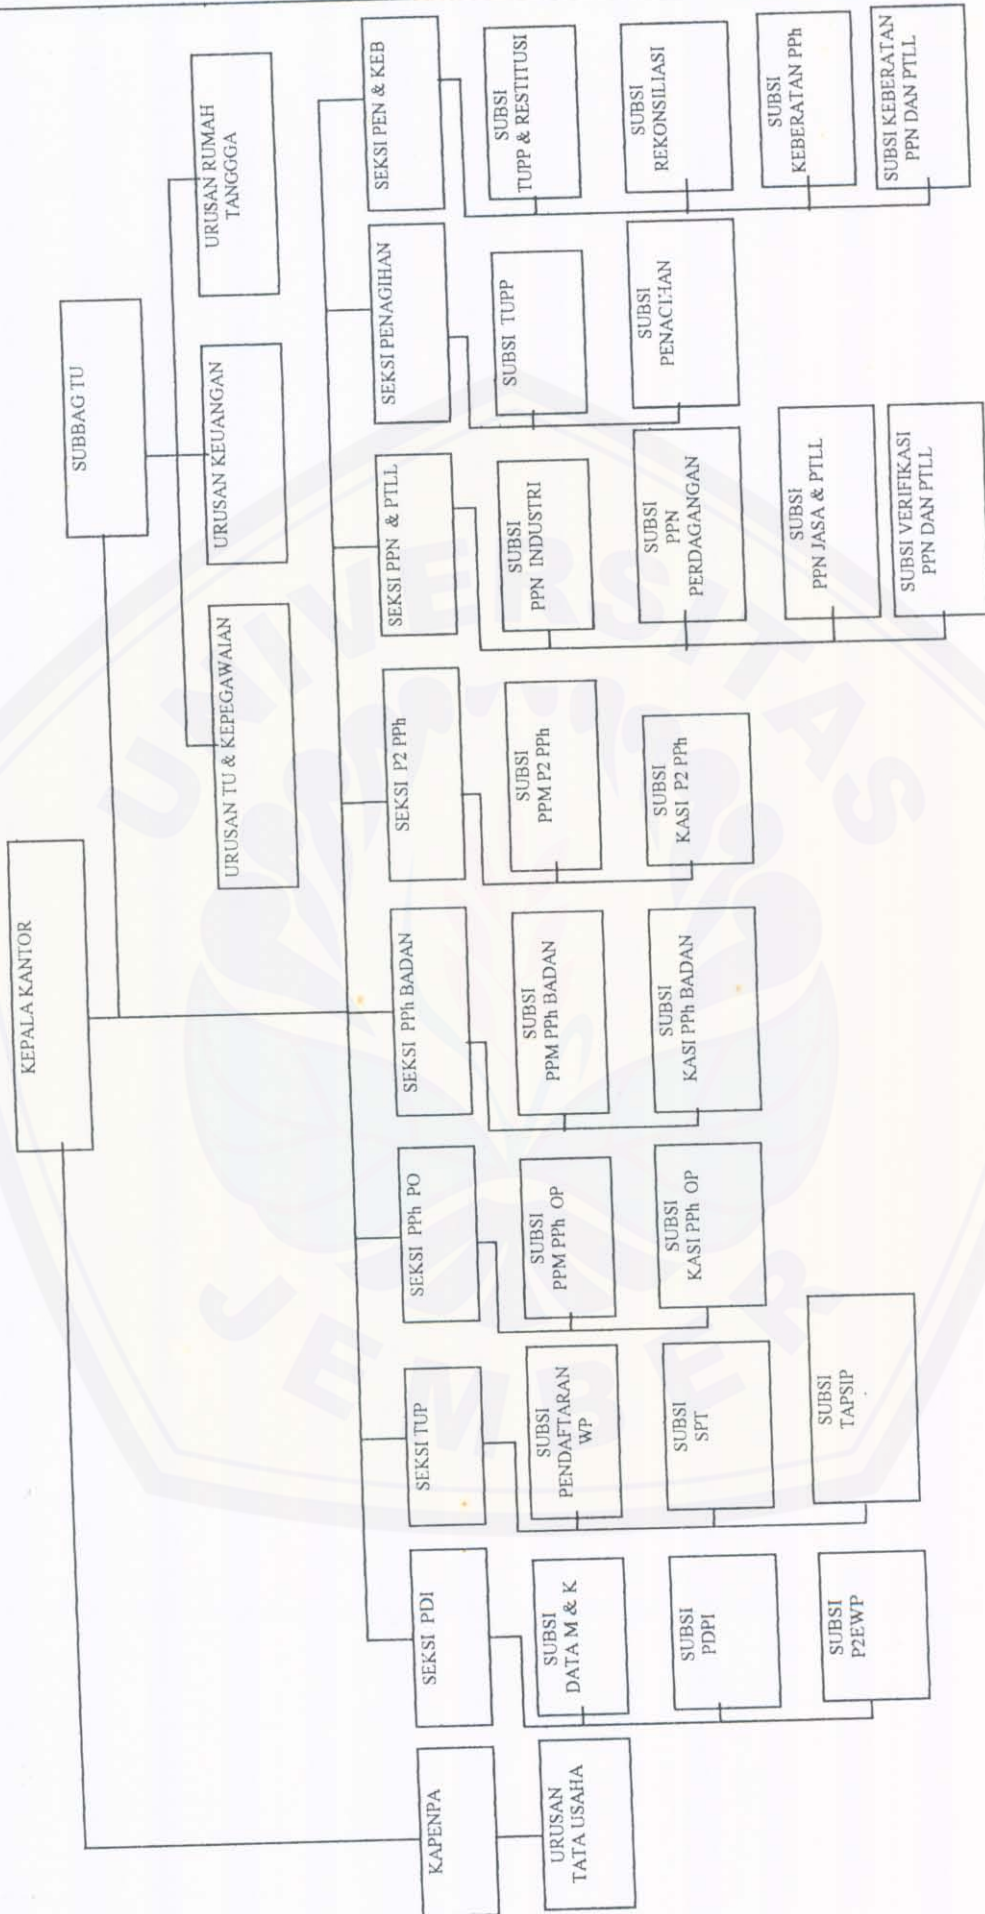 KEPALA KANTOR
SUBBAG TU
URUSAN TU & KEPEGAWAIAN
URUSAN KEUANGAN
URUSAN RUMAH
TANGGGA
KAPENPA
URUSAN
TATA USAHA
SEKSI PDI
SUBSI
DATA M & K
SUBSI
PDPI
SUBSI
P2EWP
SEKSI TUP
SUBSI
PENDAFTARAN
WP
SUBSI
SPT
SUBSI
TAPSIP
SEKSI PPh PO
SUBSI
PPM PPh OP
SUBSI
KASI PPh OP
SEKSI PPh BADAN
SUBSI
PPM PPh BADAN
SUBSI
KASI PPh BADAN
SEKSI P2 PPh
SUBSI
PPM P2 PPh
SUBSI
KASI P2 PPh
SEKSI PPN & PTLL
SUBSI
PPN INDUSTRI
SUBSI
PPN
PERDAGANGAN
SUBSI
PPN JASA & PTLL
SUBSI VERIFIKASI
PPN DAN PTLL
SEKSI PENAGIHAN
SUBSI TUPP
SUBSI
PENAGIHAN
SEKSI PEN & KEB
SUBSI
TUPP & RESTITUSI
SUBSI
REKONSILIASI
SUBSI
KEBERATAN PPh
SUBSI KEBERATAN
PPN DAN PTLL
UNIVERSITAS
JEMBER